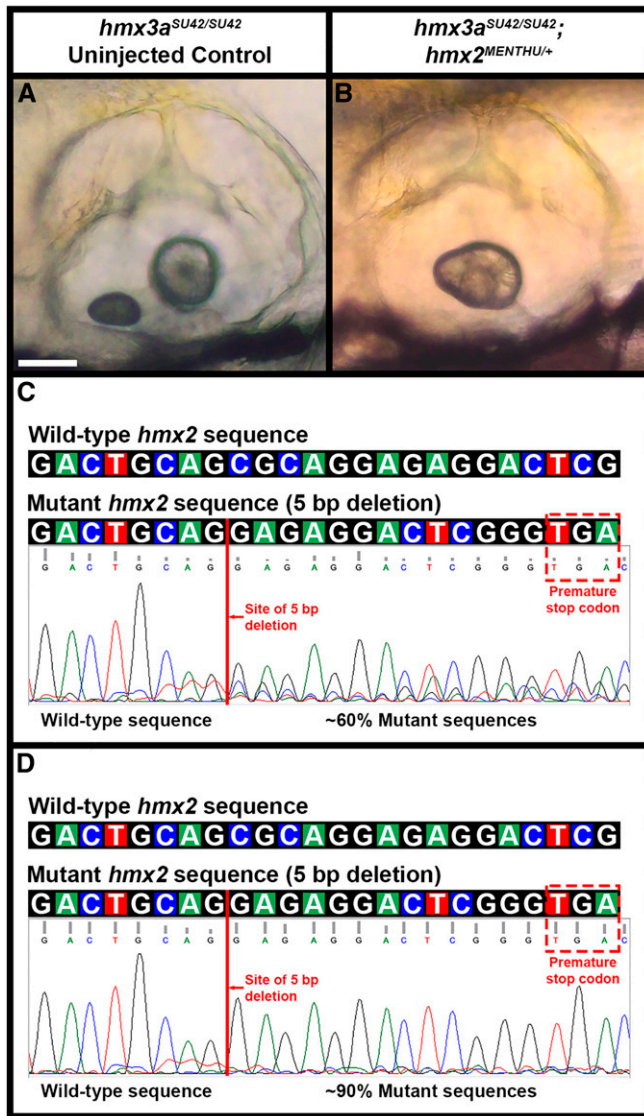 hmx3a^SU42/SU42
Uninjected Control
hmx3a^SU42/SU42;
hmx2^MENTHU/+
A
B
C
Wild-type hmx2 sequence
GACTGCAGCGCAGGAGAGGACTCG
Mutant hmx2 sequence (5 bp deletion)
GACTGCAGGAGAGGACTCGGGTGA
G A C T G C A G G A G A G G A C T C G G G T G A C
Site of 5 bp
deletion
Premature
stop codon
Wild-type sequence
~60% Mutant sequences
D
Wild-type hmx2 sequence
GACTGCAGCGCAGGAGAGGACTCG
Mutant hmx2 sequence (5 bp deletion)
GACTGCAGGAGAGGACTCGGGTGA
G A C T G C A G G A G A G G A C T C G G G T G A C
Site of 5 bp
deletion
Premature
stop codon
Wild-type sequence
~90% Mutant sequences